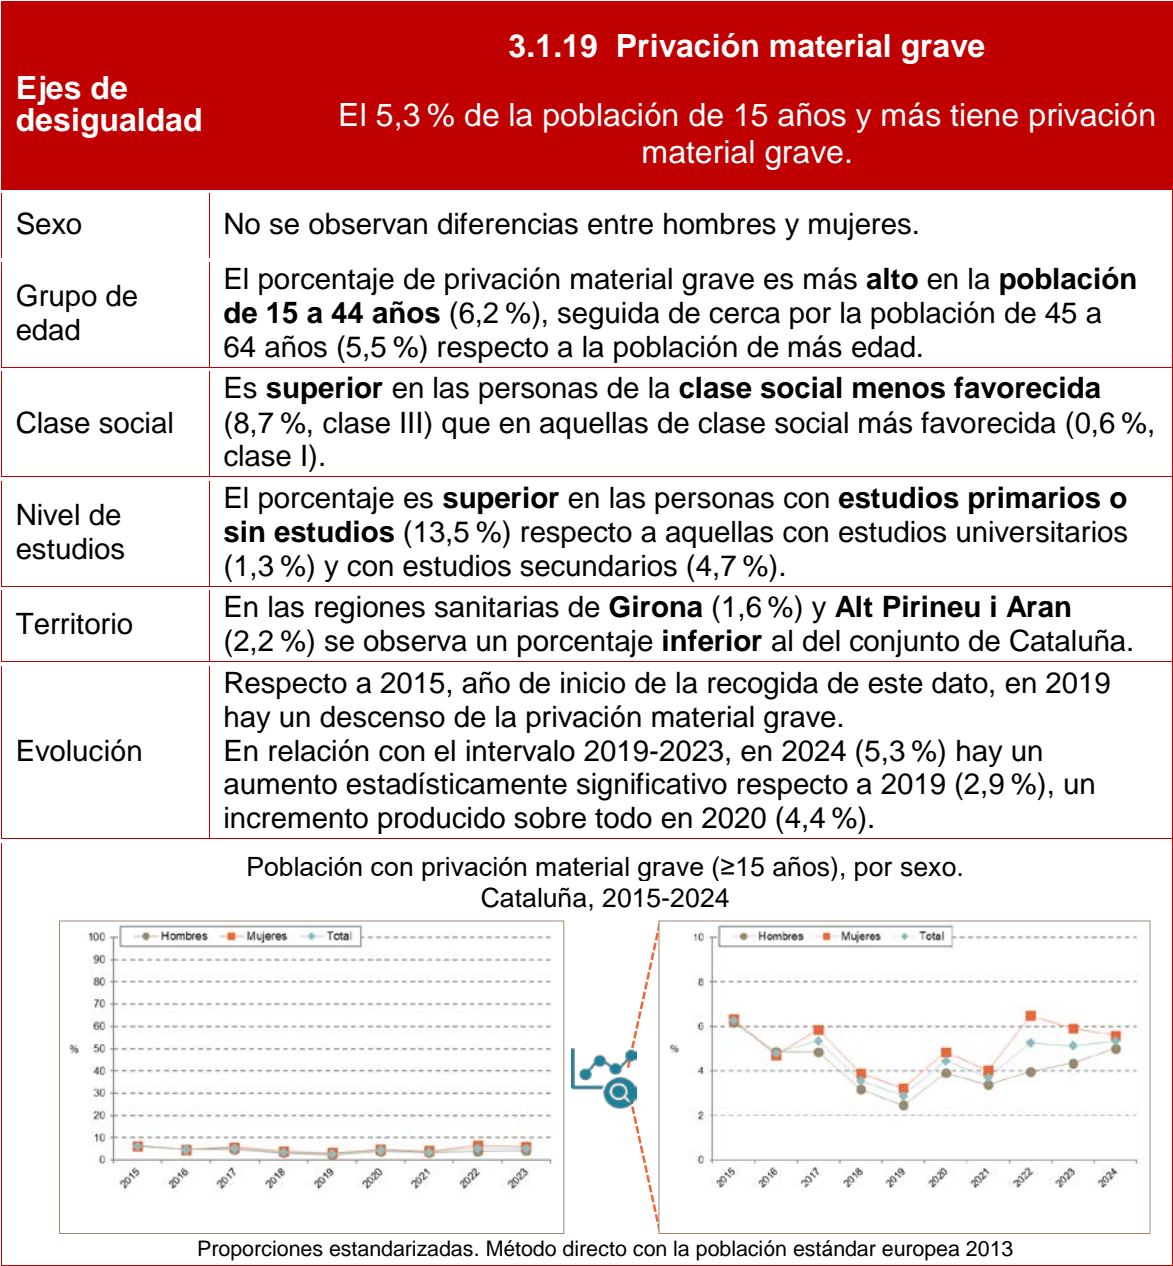 3.1.19 Privación material grave
Ejes de
desigualdad
El 5,3 % de la población de 15 años y más tiene privación
material grave.
Sexo
No se observan diferencias entre hombres y mujeres.
Grupo de
edad
El porcentaje de privación material grave es más alto en la población
de 15 a 44 años (6,2 %), seguida de cerca por la población de 45 a
64 años (5,5 %) respecto a la población de más edad.
Clase social
Es superior en las personas de la clase social menos favorecida
(8,7 %, clase III) que en aquellas de clase social más favorecida (0,6 %,
clase I).
Nivel de
estudios
El porcentaje es superior en las personas con estudios primarios o
sin estudios (13,5 %) respecto a aquellas con estudios universitarios
(1,3 %) y con estudios secundarios (4,7 %).
Territorio
En las regiones sanitarias de Girona (1,6 %) y Alt Pirineu i Aran
(2,2 %) se observa un porcentaje inferior al del conjunto de Cataluña.
Evolución
Respecto a 2015, año de inicio de la recogida de este dato, en 2019
hay un descenso de la privación material grave.
En relación con el intervalo 2019-2023, en 2024 (5,3 %) hay un
aumento estadísticamente significativo respecto a 2019 (2,9 %), un
incremento producido sobre todo en 2020 (4,4 %).
Población con privación material grave (≥15 años), por sexo.
Cataluña, 2015-2024
Hombres Mujeres Total
100
90
80
70
60
50
40
30
20
10
0
%
2015 2016 2017 2018 2019 2020 2021 2022 2023
Hombres Mujeres Total
10
8
6
4
2
0
%
2015 2016 2017 2018 2019 2020 2021 2022 2023 2024
Proporciones estandarizadas. Método directo con la población estándar europea 2013